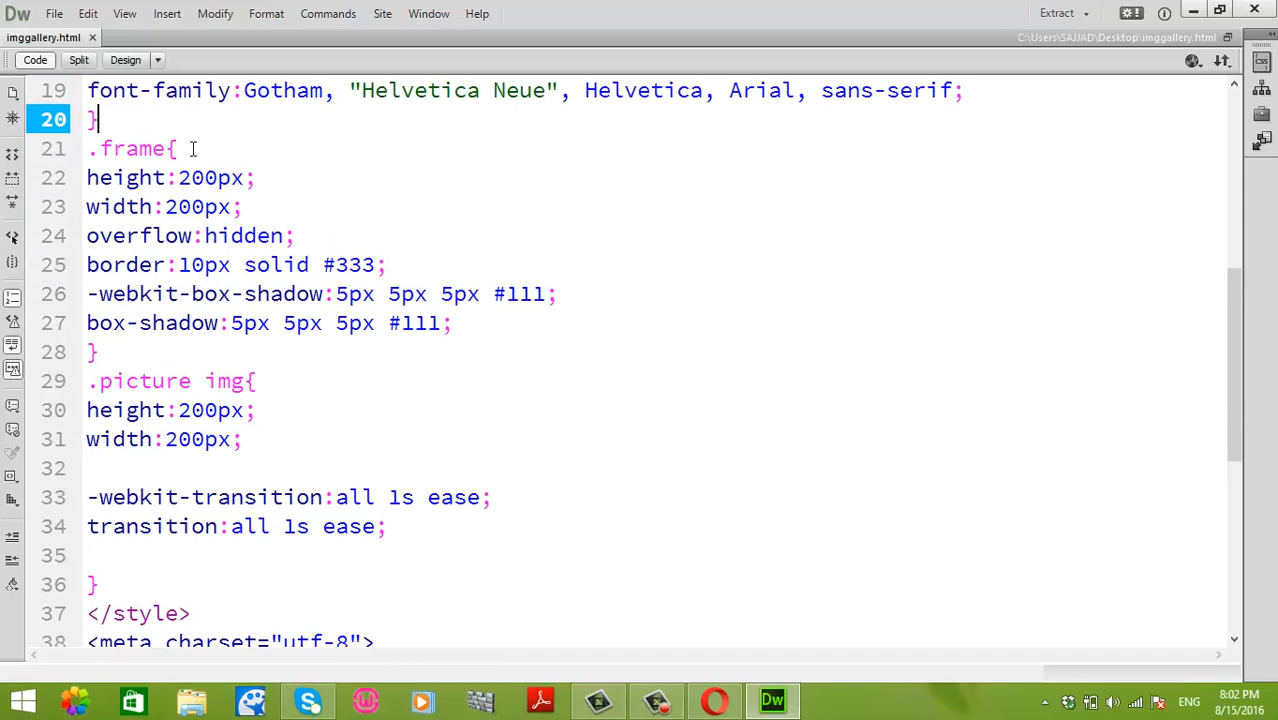 Dw File Edit View Insert Modify Format Commands Site Window Help Extract
imggallery.html C:\Users\SAJJAD\Desktop\imggallery.html
Code Split Design
19 font-family:Gotham, "Helvetica Neue", Helvetica, Arial, sans-serif;
20 }
21 .frame{
22 height:200px;
23 width:200px;
24 overflow:hidden;
25 border:10px solid #333;
26 -webkit-box-shadow:5px 5px 5px #111;
27 box-shadow:5px 5px 5px #111;
28 }
29 .picture img{
30 height:200px;
31 width:200px;
32
33 -webkit-transition:all 1s ease;
34 transition:all 1s ease;
35
36 }
37 </style>
38 <meta charset="utf-8">
Dw ENG 8:02 PM
8/15/2016